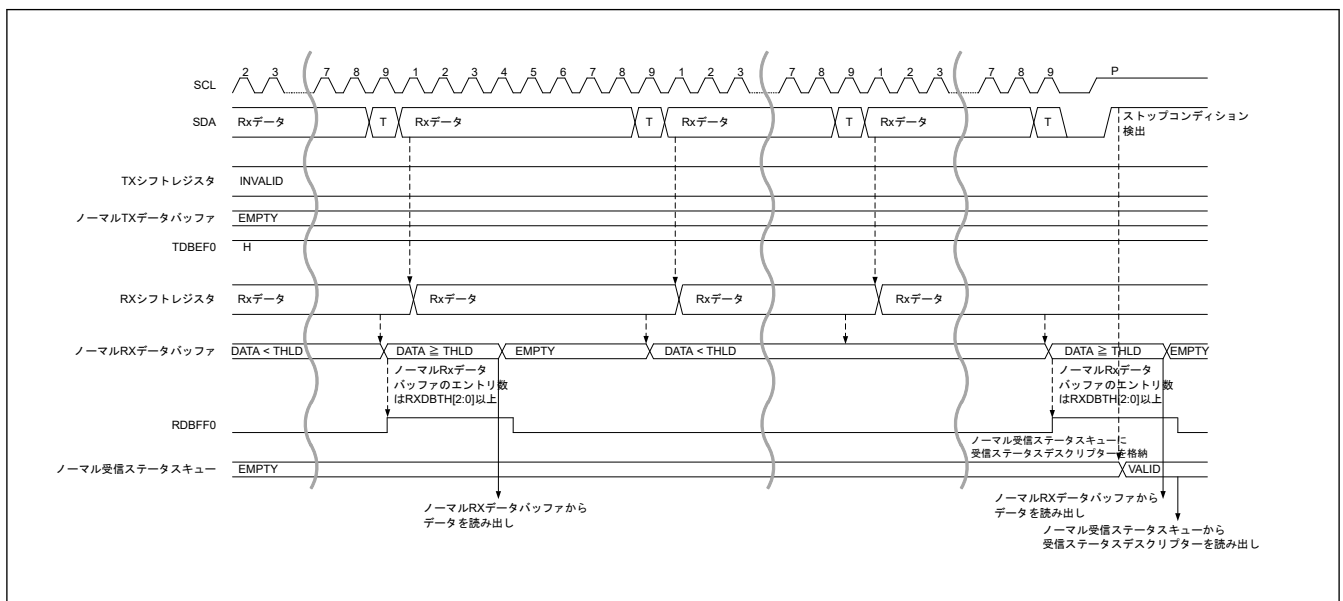 2 3 7 8 9 1 2 3 4 5 6 7 8 9 1 2 3 7 8 9 1 2 3 7 8 9 P
SCL
SDA Rxデータ T Rxデータ T Rxデータ T Rxデータ T
ストップコンディション
検出
TXシフトレジスタ INVALID
ノーマルTXデータバッファ EMPTY
TDBEF0 H
RXシフトレジスタ Rxデータ Rxデータ Rxデータ Rxデータ
ノーマルRXデータバッファ DATA < THLD DATA ≧ THLD EMPTY DATA < THLD DATA ≧ THLD EMPTY
ノーマルRxデータ
バッファのエントリ数
はRXDBTH[2:0]以上
ノーマルRxデータ
バッファのエントリ数
はRXDBTH[2:0]以上
RDBFF0
ノーマル受信ステータスキューに
受信ステータスデスクリプターを格納
ノーマル受信ステータスキュー EMPTY VALID
ノーマルRXデータバッファから
データを読み出し
ノーマルRXデータバッファから
データを読み出し
ノーマル受信ステータスキューから
受信ステータスデスクリプターを読み出し